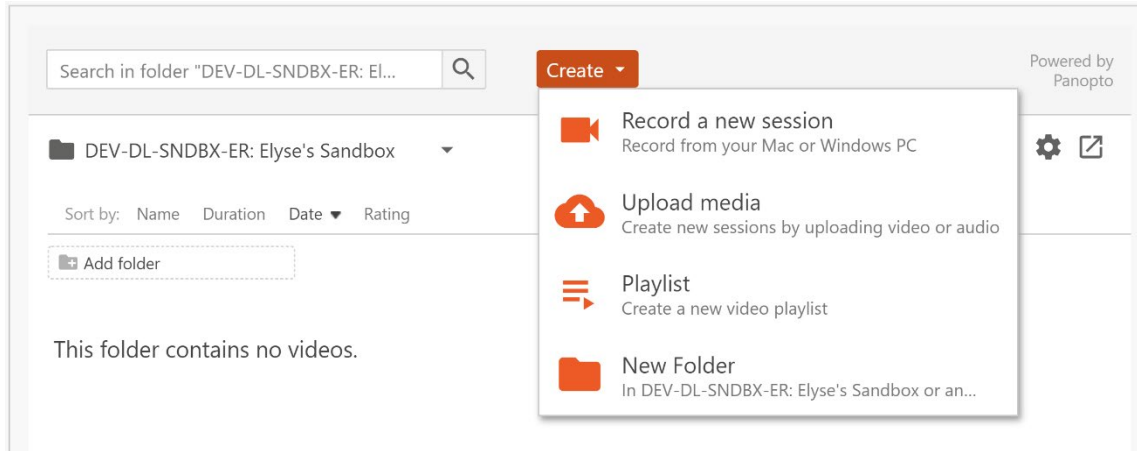 Search in folder "DEV-DL-SNDBX-ER: El...
Create
Powered by
Panopto
Record a new session
Record from your Mac or Windows PC
DEV-DL-SNDBX-ER: Elyse's Sandbox
Upload media
Create new sessions by uploading video or audio
Sort by: Name Duration Date Rating
Add folder
Playlist
Create a new video playlist
This folder contains no videos.
New Folder
In DEV-DL-SNDBX-ER: Elyse's Sandbox or an...